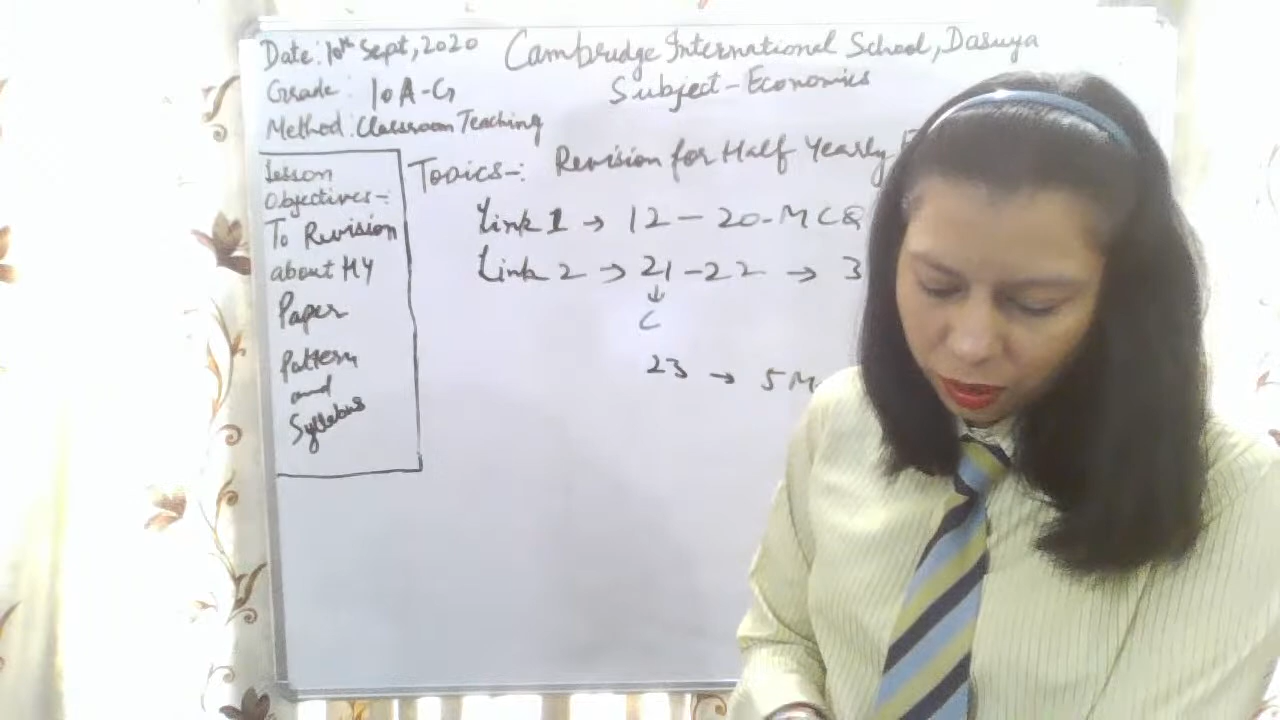 Date: 10th Sept, 2020
Cambridge International School, Dasuya
Grade: 10 A-G
Subject - Economics
Method: Classroom Teaching
Topics-: Revision for Half Yearly
Lesson
Objectives-:
To Revision
about HY
Paper
Pattern
and
Syllabus
Link 1 → 12 - 20 - MCQ
Link 2 → 21 - 22 → 3
↓
C
23 → 5M